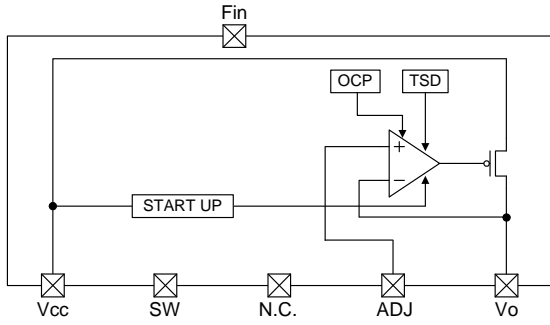 Fin
OCP TSD
+
−
START UP
Vcc SW N.C. ADJ Vo